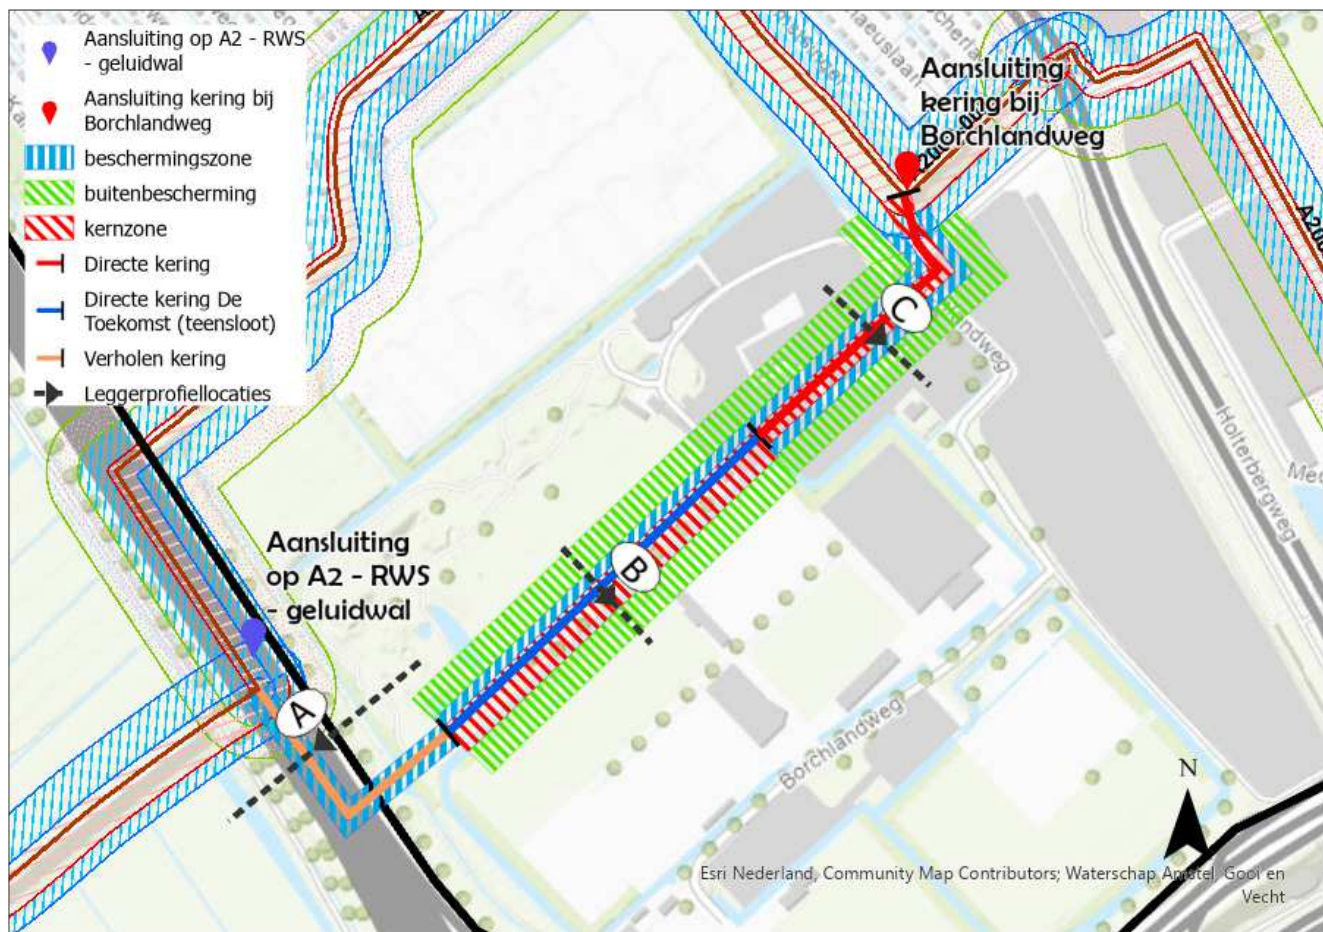 Aansluiting op A2 - RWS
- geluidwal
Aansluiting kering bij
Borchlandweg
beschermingszone
buitenbescherming
kernzone
Directe kering
Directe kering De
Toekomst (teensloot)
Verholen kering
Leggerprofiellocaties
Aansluiting
kering bij
Borchlandweg
C
Holterbergweg
B
Aansluiting
op A2 - RWS
- geluidwal
A
Borchlandweg
N
Esri Nederland, Community Map Contributors; Waterschap Amstel, Gooi en
Vecht